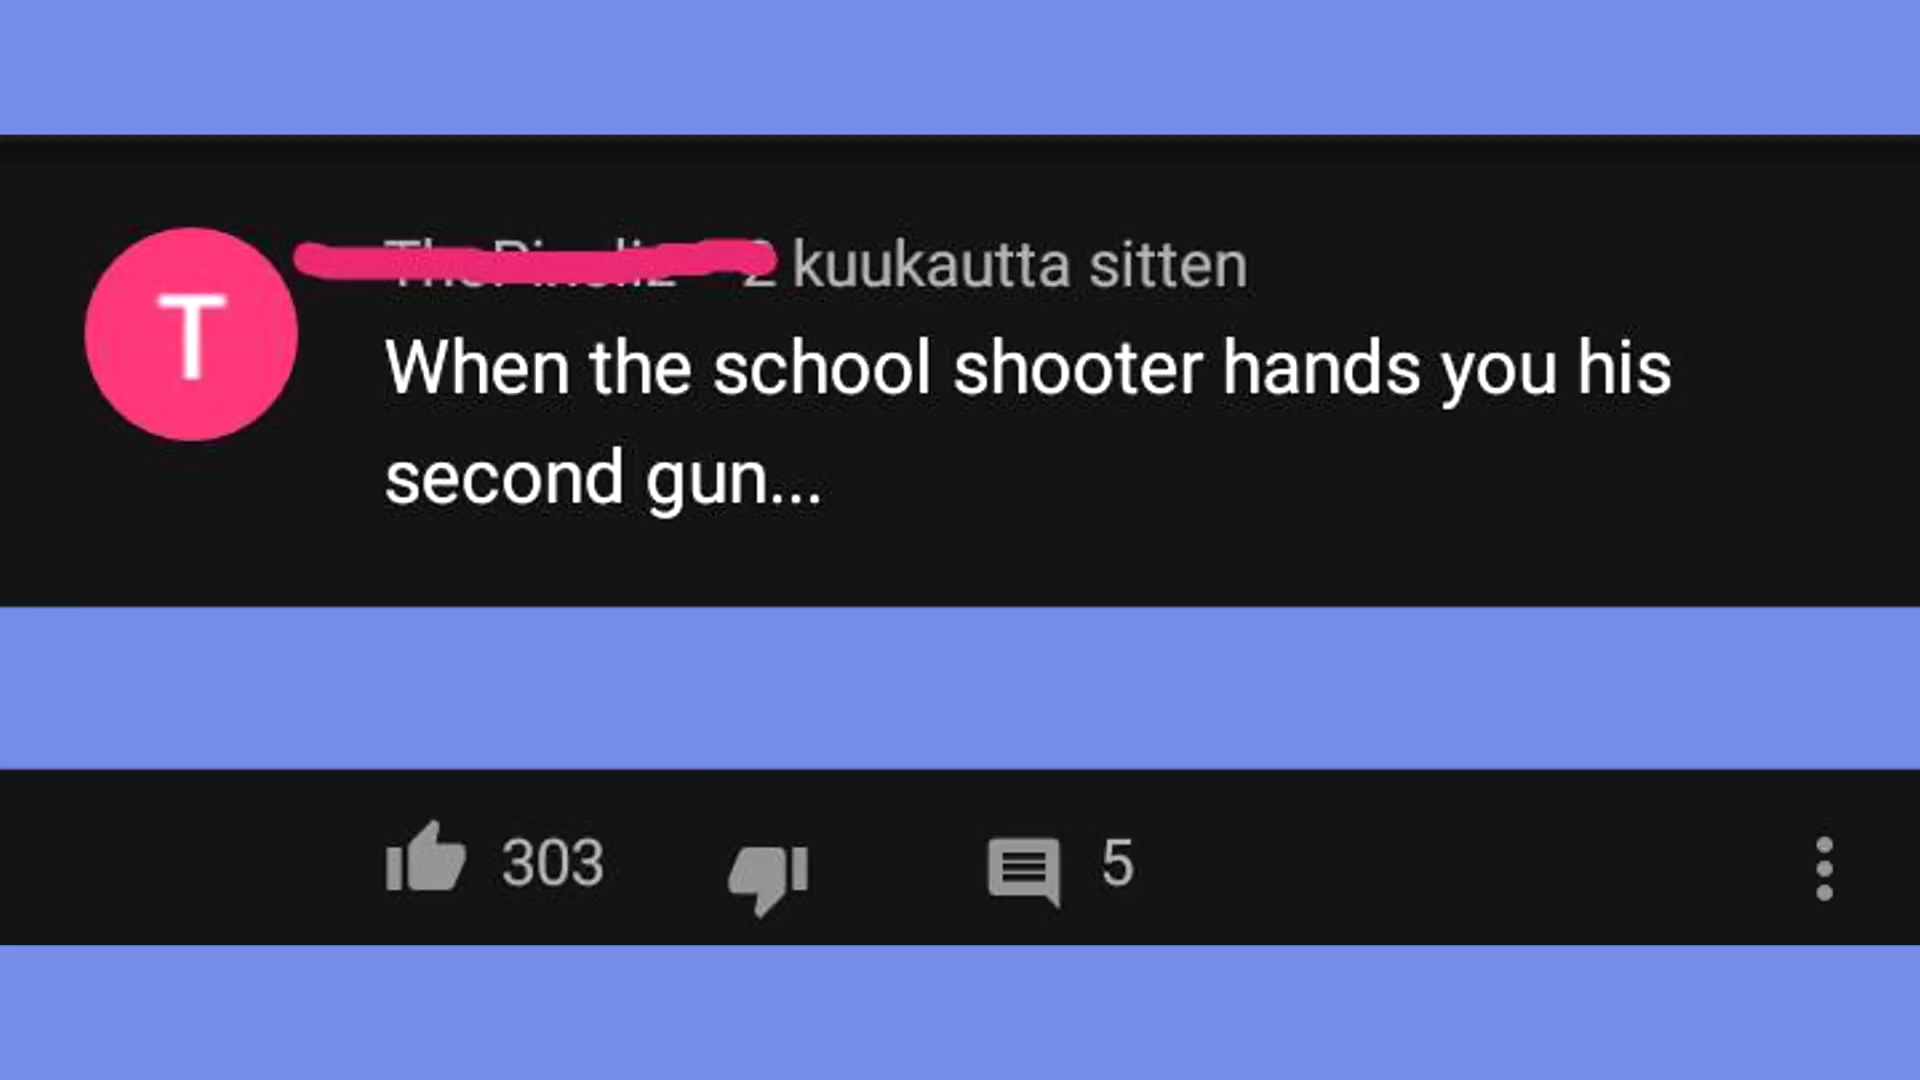 T
2 kuukautta sitten
When the school shooter hands you his
second gun...
303
5